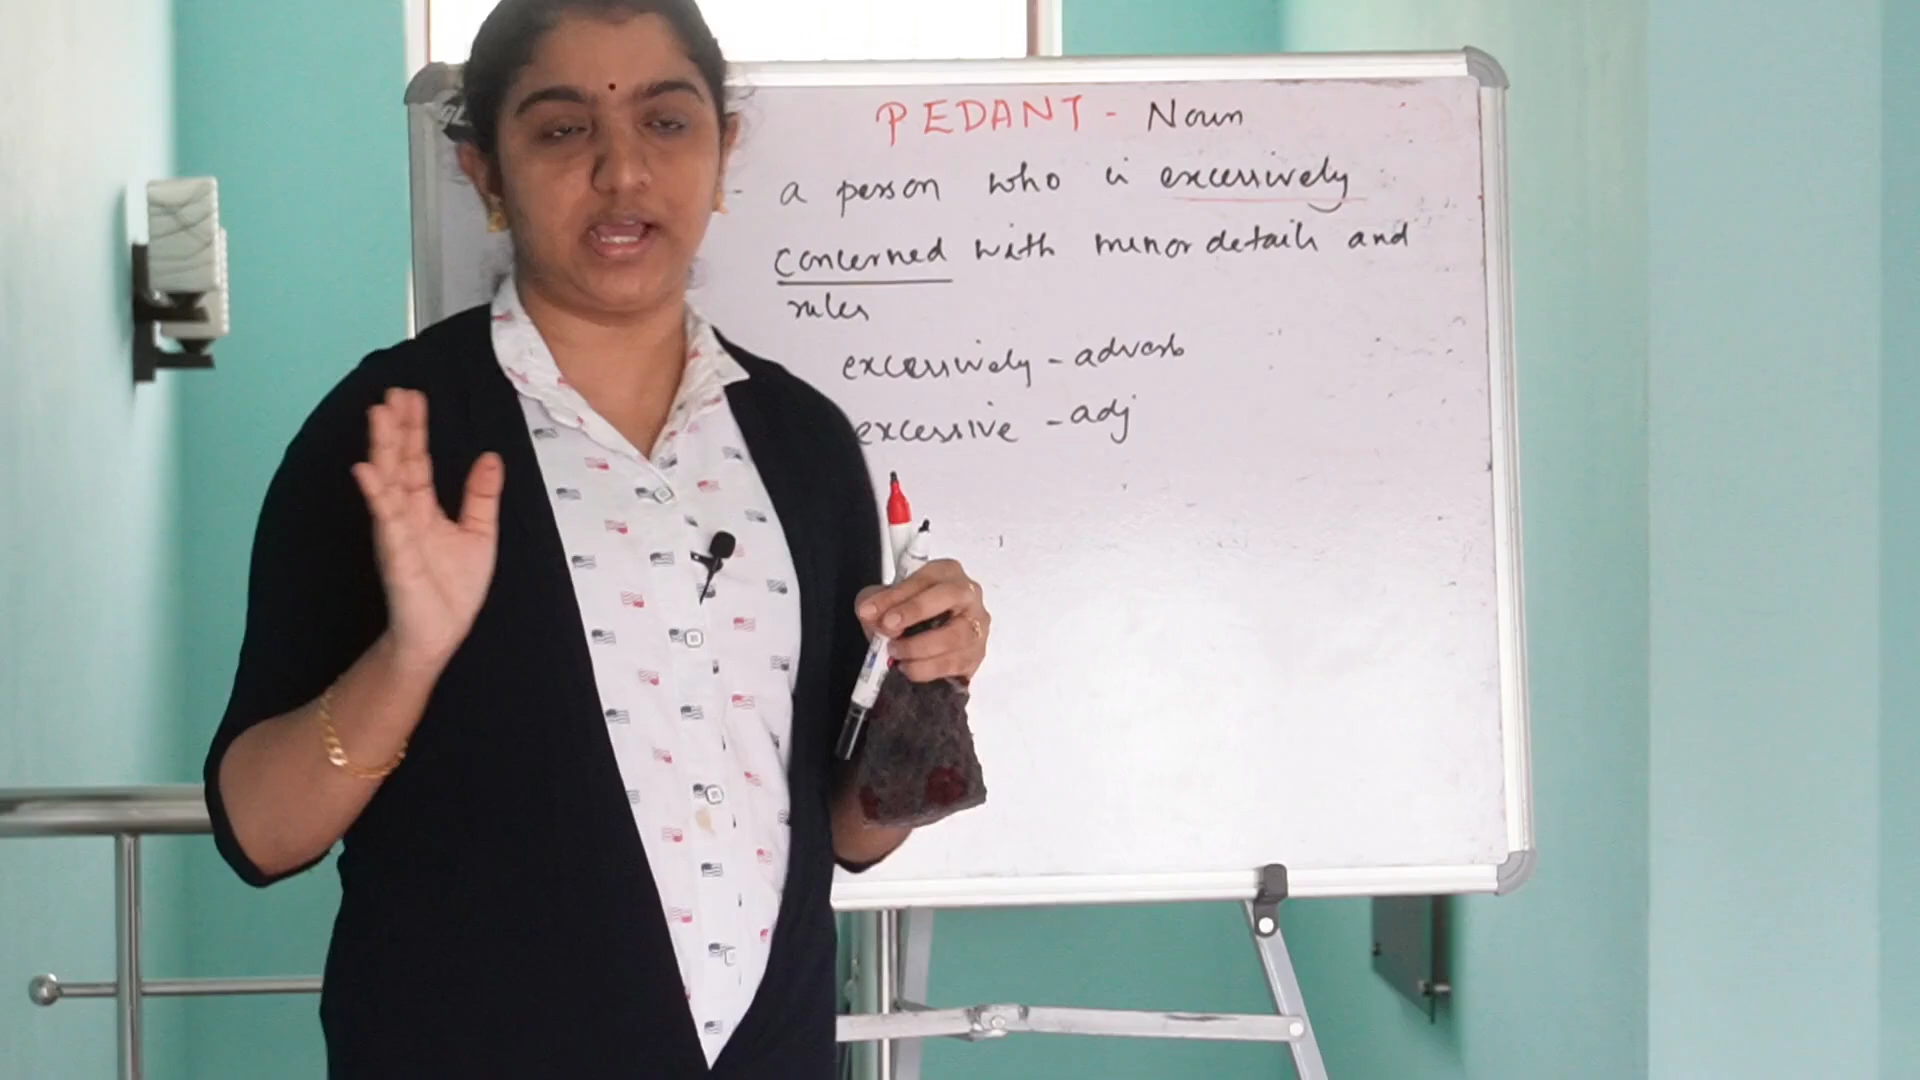 PEDANT - Noun
- a person who is excessively
concerned with minor details and
rules
excessively - adverb
excessive - adj